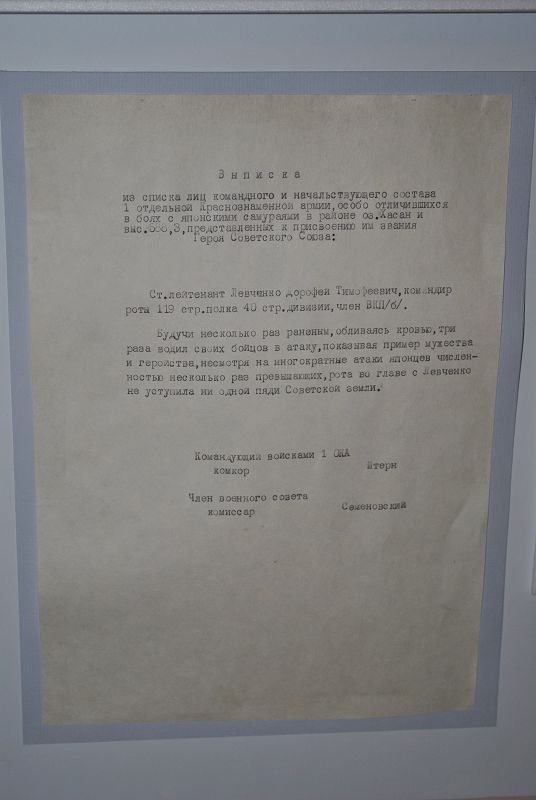 Выписка
из списка лиц командного и начальствующего состава
1 отдельной Краснознаменной армии,особо отличившихся
в боях с японскими самураями в районе оз.Хасан и
выс.588,3,представленных к присвоению им звания
Героя Советского Союза:
Ст.лейтенант Левченко Дорофей Тимофеевич,командир
роты 119 стр.полка 40 стр.дивизии,член ВКП/б/.
Будучи несколько раз раненым,обливаясь кровью,три
раза водил своих бойцов в атаку,показывая пример мужества
и геройства,несмотря на многократные атаки японцев числен-
ностью несколько раз превышающих,рота во главе с Левченко
не уступила ни одной пяди Советской земли.
Командующий войсками 1 ОКА
комкор Штерн
Член военного совета
комиссар Семеновский